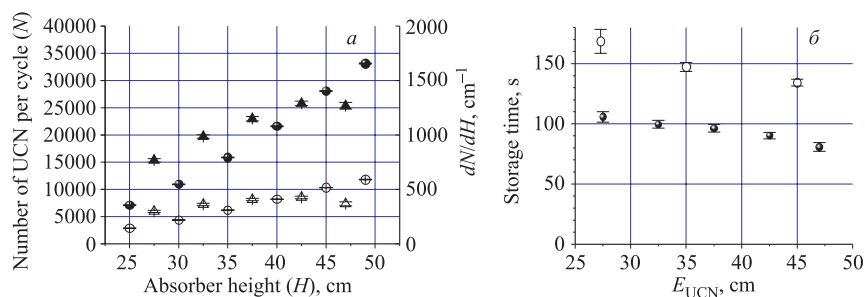 Number of UCN per cycle (N)
40000
35000
30000
25000
20000
15000
10000
5000
0
a
2000
1500
1000
500
0
dN/dH, cm⁻¹
25 30 35 40 45 50
Absorber height (H), cm
Storage time, s
150
100
50
0
б
25 30 35 40 45 50
E_UCN, cm